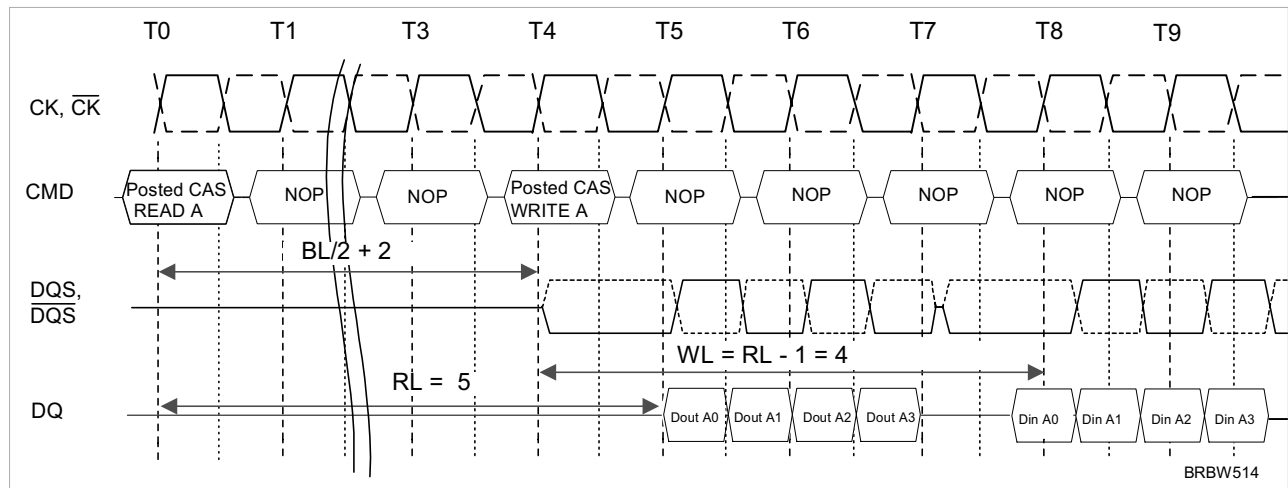 T0 T1 T3 T4 T5 T6 T7 T8 T9
CK, CK
CMD
Posted CAS
READ A
NOP
NOP
Posted CAS
WRITE A
NOP
NOP
NOP
NOP
NOP
BL/2 + 2
DQS,
DQS
WL = RL - 1 = 4
RL = 5
DQ
Dout A0
Dout A1
Dout A2
Dout A3
Din A0
Din A1
Din A2
Din A3
BRBW514